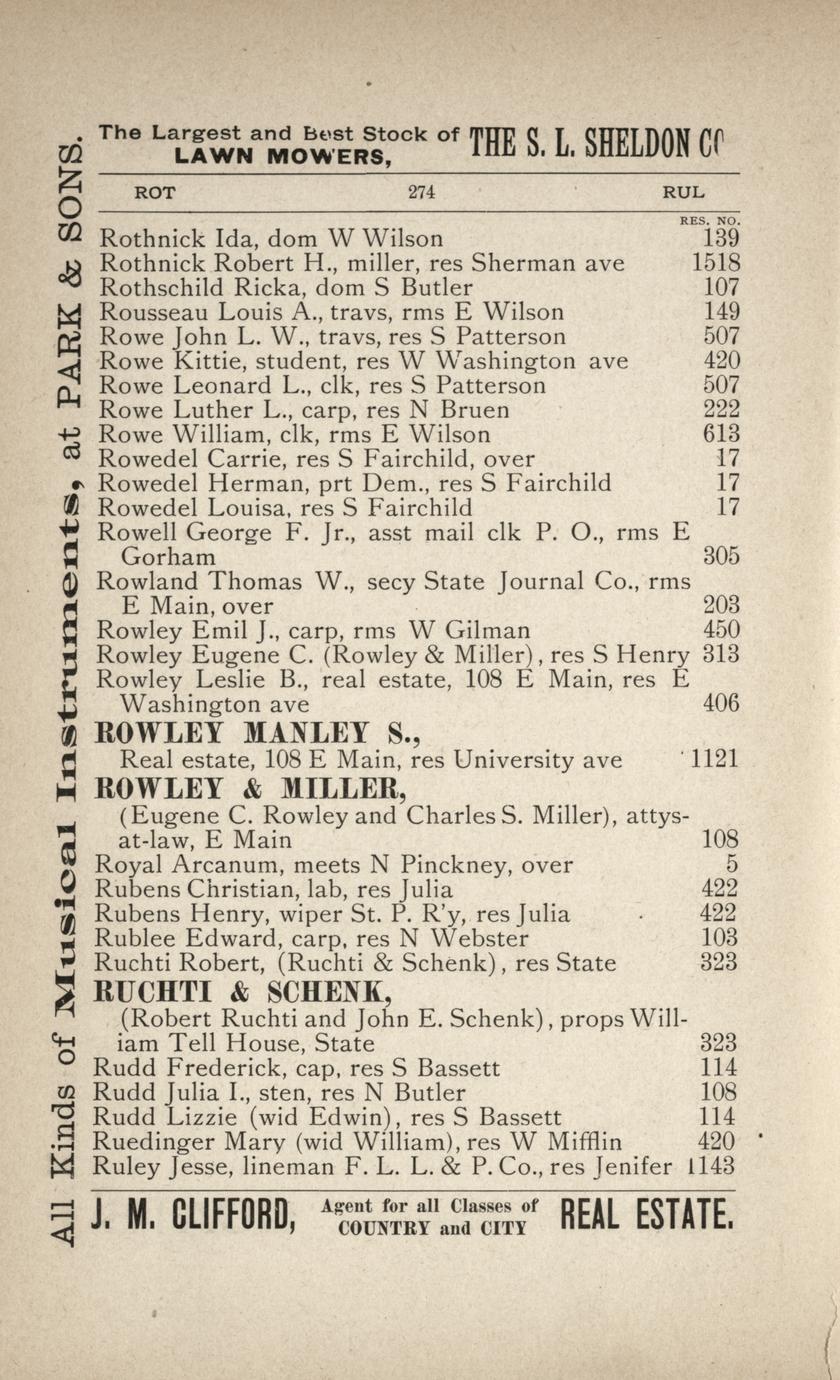 The Largest and Best Stock of
LAWN MOWERS,
THE S. L. SHELDON CO
ROT 274 RUL
RES. NO.
Rothnick Ida, dom W Wilson 139
Rothnick Robert H., miller, res Sherman ave 1518
Rothschild Ricka, dom S Butler 107
Rousseau Louis A., travs, rms E Wilson 149
Rowe John L. W., travs, res S Patterson 507
Rowe Kittie, student, res W Washington ave 420
Rowe Leonard L., clk, res S Patterson 507
Rowe Luther L., carp, res N Bruen 222
Rowe William, clk, rms E Wilson 613
Rowedel Carrie, res S Fairchild, over 17
Rowedel Herman, prt Dem., res S Fairchild 17
Rowedel Louisa, res S Fairchild 17
Rowell George F. Jr., asst mail clk P. O., rms E
Gorham 305
Rowland Thomas W., secy State Journal Co., rms
E Main, over 203
Rowley Emil J., carp, rms W Gilman 450
Rowley Eugene C. (Rowley & Miller), res S Henry 313
Rowley Leslie B., real estate, 108 E Main, res E
Washington ave 406
ROWLEY MANLEY S.,
Real estate, 108 E Main, res University ave 1121
ROWLEY & MILLER,
(Eugene C. Rowley and Charles S. Miller), attys-
at-law, E Main 108
Royal Arcanum, meets N Pinckney, over 5
Rubens Christian, lab, res Julia 422
Rubens Henry, wiper St. P. R'y, res Julia 422
Rublee Edward, carp, res N Webster 103
Ruchti Robert, (Ruchti & Schenk), res State 323
RUCHTI & SCHENK,
(Robert Ruchti and John E. Schenk), props Will-
iam Tell House, State 323
Rudd Frederick, cap, res S Bassett 114
Rudd Julia I., sten, res N Butler 108
Rudd Lizzie (wid Edwin), res S Bassett 114
Ruedinger Mary (wid William), res W Mifflin 420
Ruley Jesse, lineman F. L. L. & P. Co., res Jenifer 1143
J. M. CLIFFORD,
Agent for all Classes of
COUNTRY and CITY
REAL ESTATE.
All Kinds of Musical Instruments, at PARK & SONS.